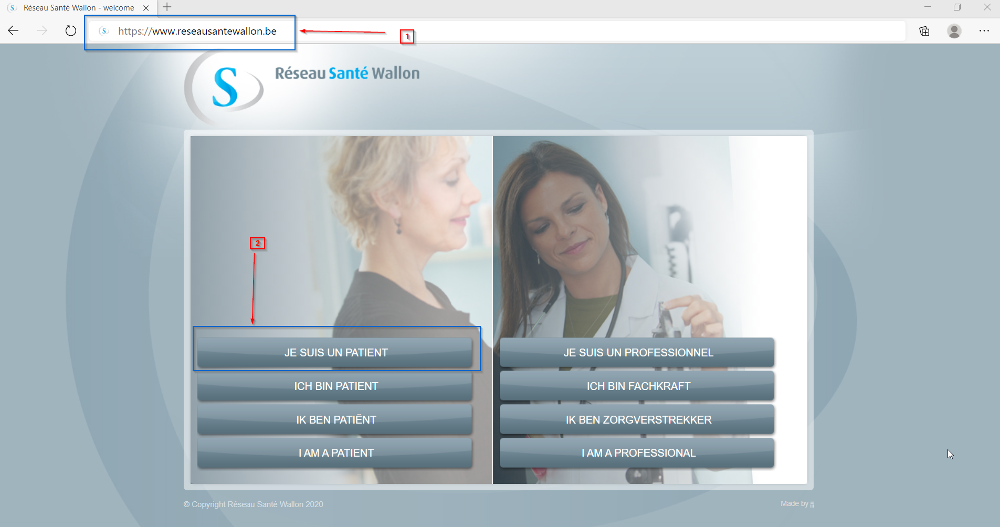 Réseau Santé Wallon - welcome
https://www.reseausantewallon.be
1
S
Réseau Santé Wallon
2
JE SUIS UN PATIENT
ICH BIN PATIENT
IK BEN PATIËNT
I AM A PATIENT
JE SUIS UN PROFESSIONNEL
ICH BIN FACHKRAFT
IK BEN ZORGVERSTREKKER
I AM A PROFESSIONAL
© Copyright Réseau Santé Wallon 2020
Made by